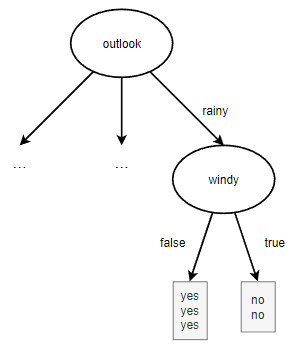 outlook
rainy
... ...
windy
false true
yes
yes
yes
no
no